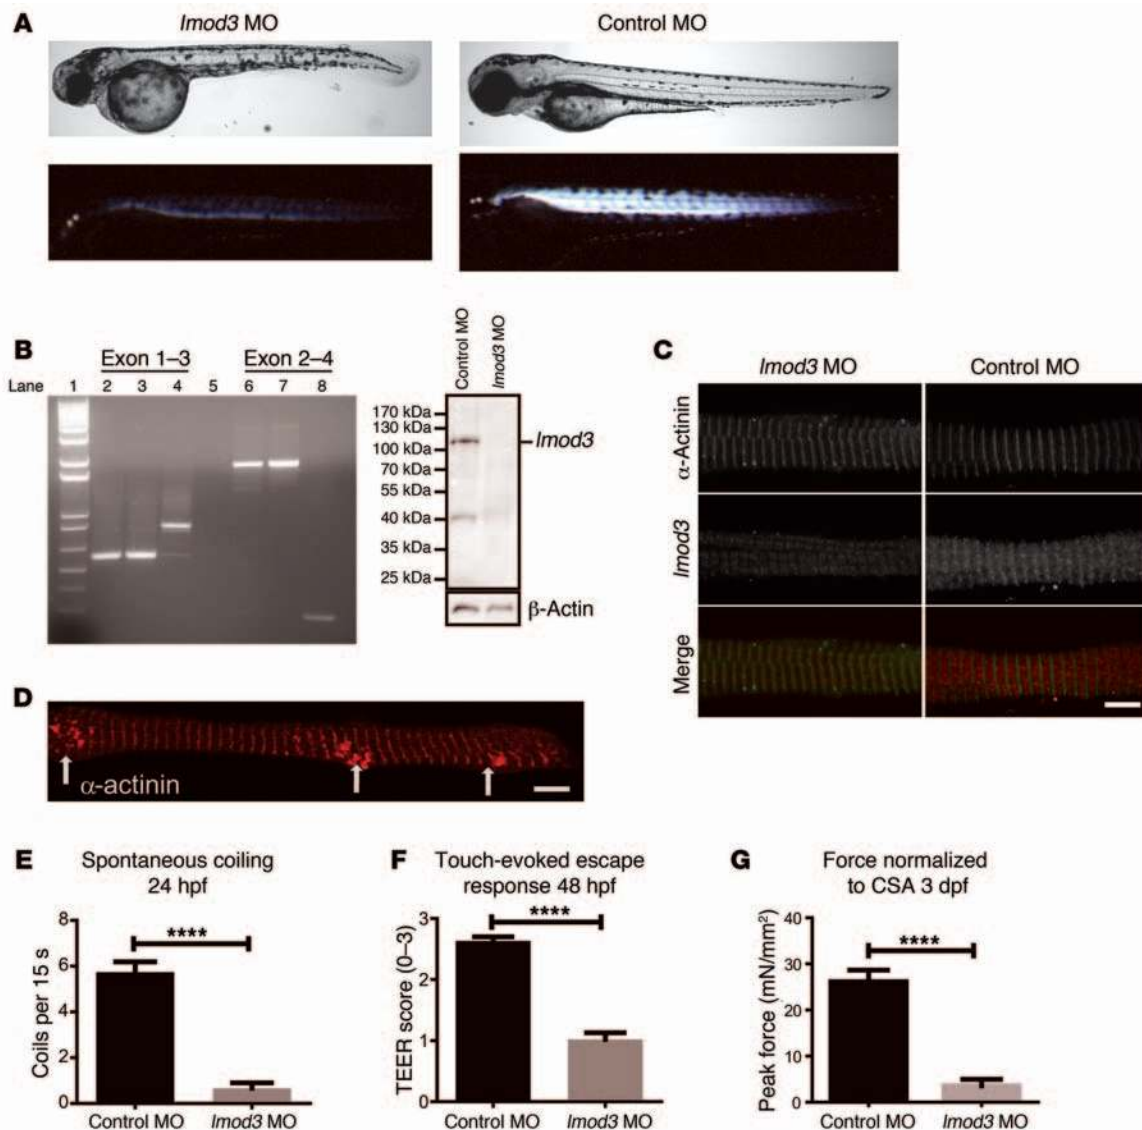 A
lmod3 MO
Control MO
B
Exon 1–3
Exon 2–4
Lane 1 2 3 4 5 6 7 8
Control MO
lmod3 MO
170 kDa
130 kDa
100 kDa
70 kDa
55 kDa
40 kDa
35 kDa
25 kDa
lmod3
β-Actin
C
lmod3 MO
Control MO
α-Actinin
lmod3
Merge
D
α-actinin
E
Spontaneous coiling
24 hpf
Coils per 15 s
8
6
4
2
0
****
Control MO
lmod3 MO
F
Touch-evoked escape
response 48 hpf
TEER score (0–3)
3
2
1
0
****
Control MO
lmod3 MO
G
Force normalized
to CSA 3 dpf
Peak force (mN/mm²)
40
30
20
10
0
****
Control MO
lmod3 MO